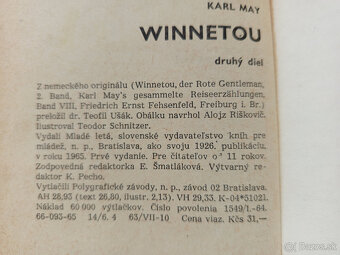 KARL MAY
WINNETOU
druhý diel
Z nemeckého originálu (Winnetou, der Rote Gentleman,
2. Band, Karl May's gesammelte Reiseerzählungen,
Band VIII, Friedrich Ernst Fehsenfeld, Freiburg i. Br.)
preložil dr. Teofil Ušák. Obálku navrhol Alojz Riškovič.
Ilustroval Teodor Schnitzer.
Vydali Mladé letá, slovenské vydavateľstvo kníh pre
mládež, n. p., Bratislava, ako svoju 1926. publikáciu
v roku 1965. Prvé vydanie. Pre čitateľov od 11 rokov.
Zodpovedná redaktorka E. Šmatláková. Výtvarný re-
daktor K. Pecho.
Vytlačili Polygrafické závody, n. p., závod 02 Bratislava.
AH 28,93 (text 26,80, ilustr. 2,13). VH 29,33. K-04*51021.
Náklad 60 000 výtlačkov. Číslo povolenia 1549/I.-64.
66-093-65 14/6.4 63/VII-10 Cena viaz. Kčs 31,—
bazos.sk